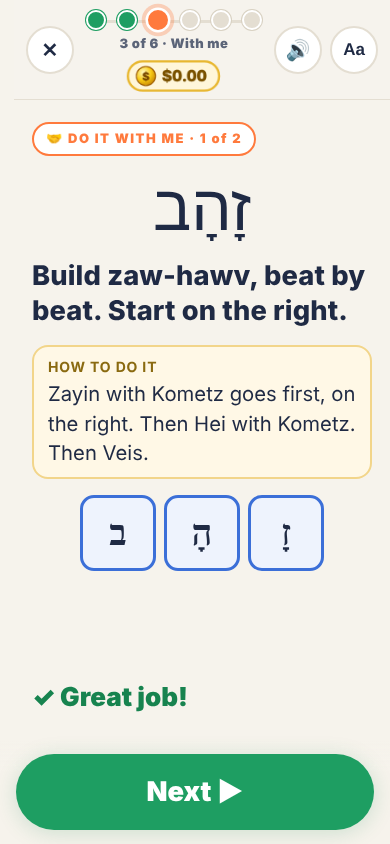 ✕
3 of 6 · With me
$ $0.00
🔊
Aa
🤝 DO IT WITH ME · 1 of 2
זָהָב
Build zaw-hawv, beat by
beat. Start on the right.
HOW TO DO IT
Zayin with Kometz goes first, on
the right. Then Hei with Kometz.
Then Veis.
זָ הָ ב
✓ Great job!
Next ▶